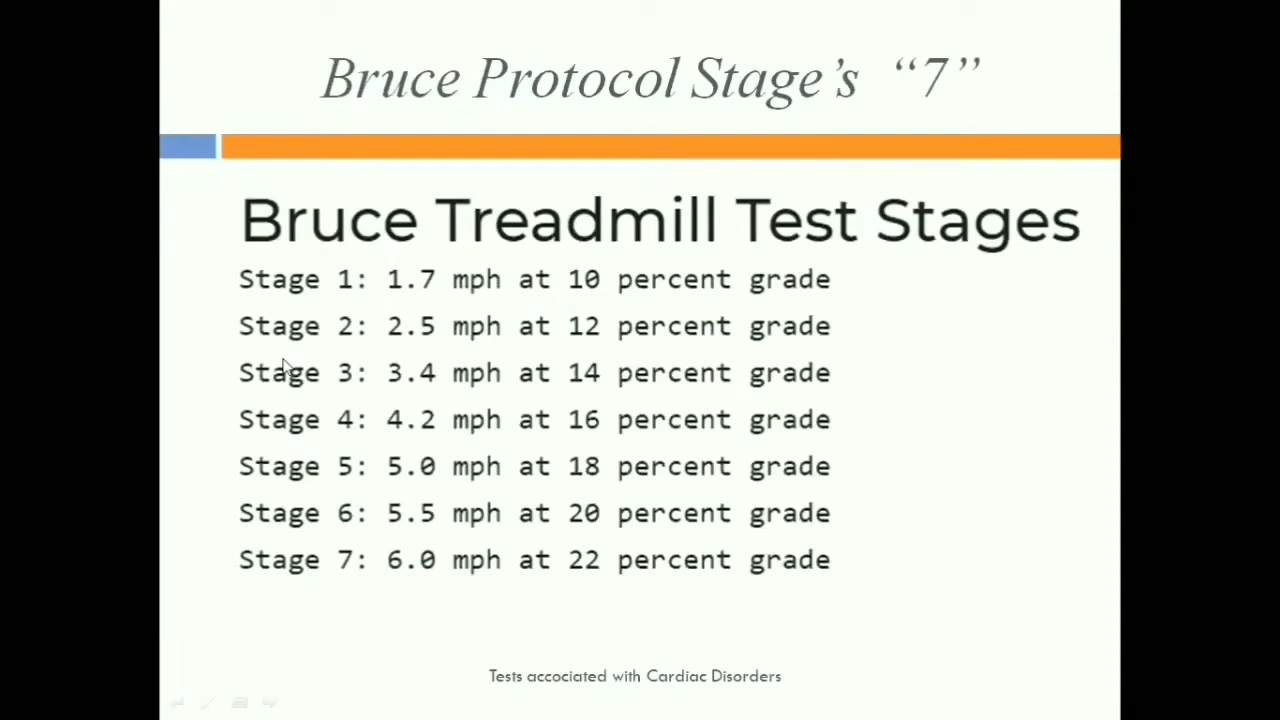 Bruce Protocol Stage’s “7”
Bruce Treadmill Test Stages
Stage 1: 1.7 mph at 10 percent grade
Stage 2: 2.5 mph at 12 percent grade
Stage 3: 3.4 mph at 14 percent grade
Stage 4: 4.2 mph at 16 percent grade
Stage 5: 5.0 mph at 18 percent grade
Stage 6: 5.5 mph at 20 percent grade
Stage 7: 6.0 mph at 22 percent grade
Tests accociated with Cardiac Disorders